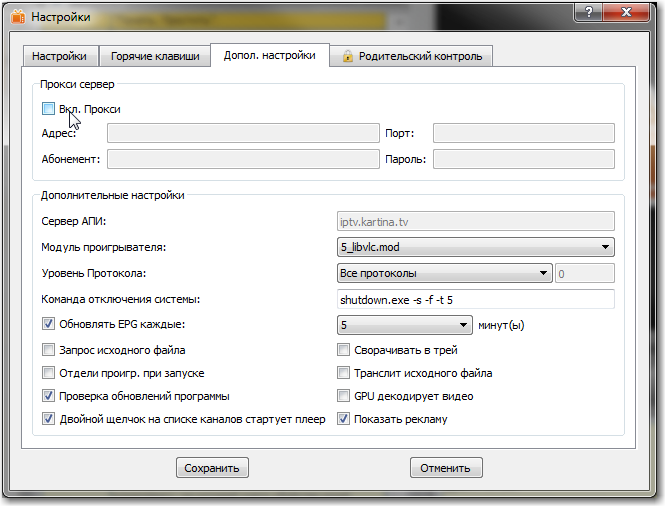 Настройки
Настройки Горячие клавиши Допол. настройки Родительский контроль
Прокси сервер
Вкл. Прокси
Адрес: Порт:
Абонемент: Пароль:
Дополнительные настройки
Сервер АПИ: iptv.kartina.tv
Модуль проигрывателя: 5_libvlc.mod
Уровень Протокола: Все протоколы 0
Команда отключения системы: shutdown.exe -s -f -t 5
Обновлять EPG каждые: 5 минут(ы)
Запрос исходного файла Сворачивать в трей
Отдели проигр. при запуске Транслит исходного файла
Проверка обновлений программы GPU декодирует видео
Двойной щелчок на списке каналов стартует плеер Показать рекламу
Сохранить Отменить